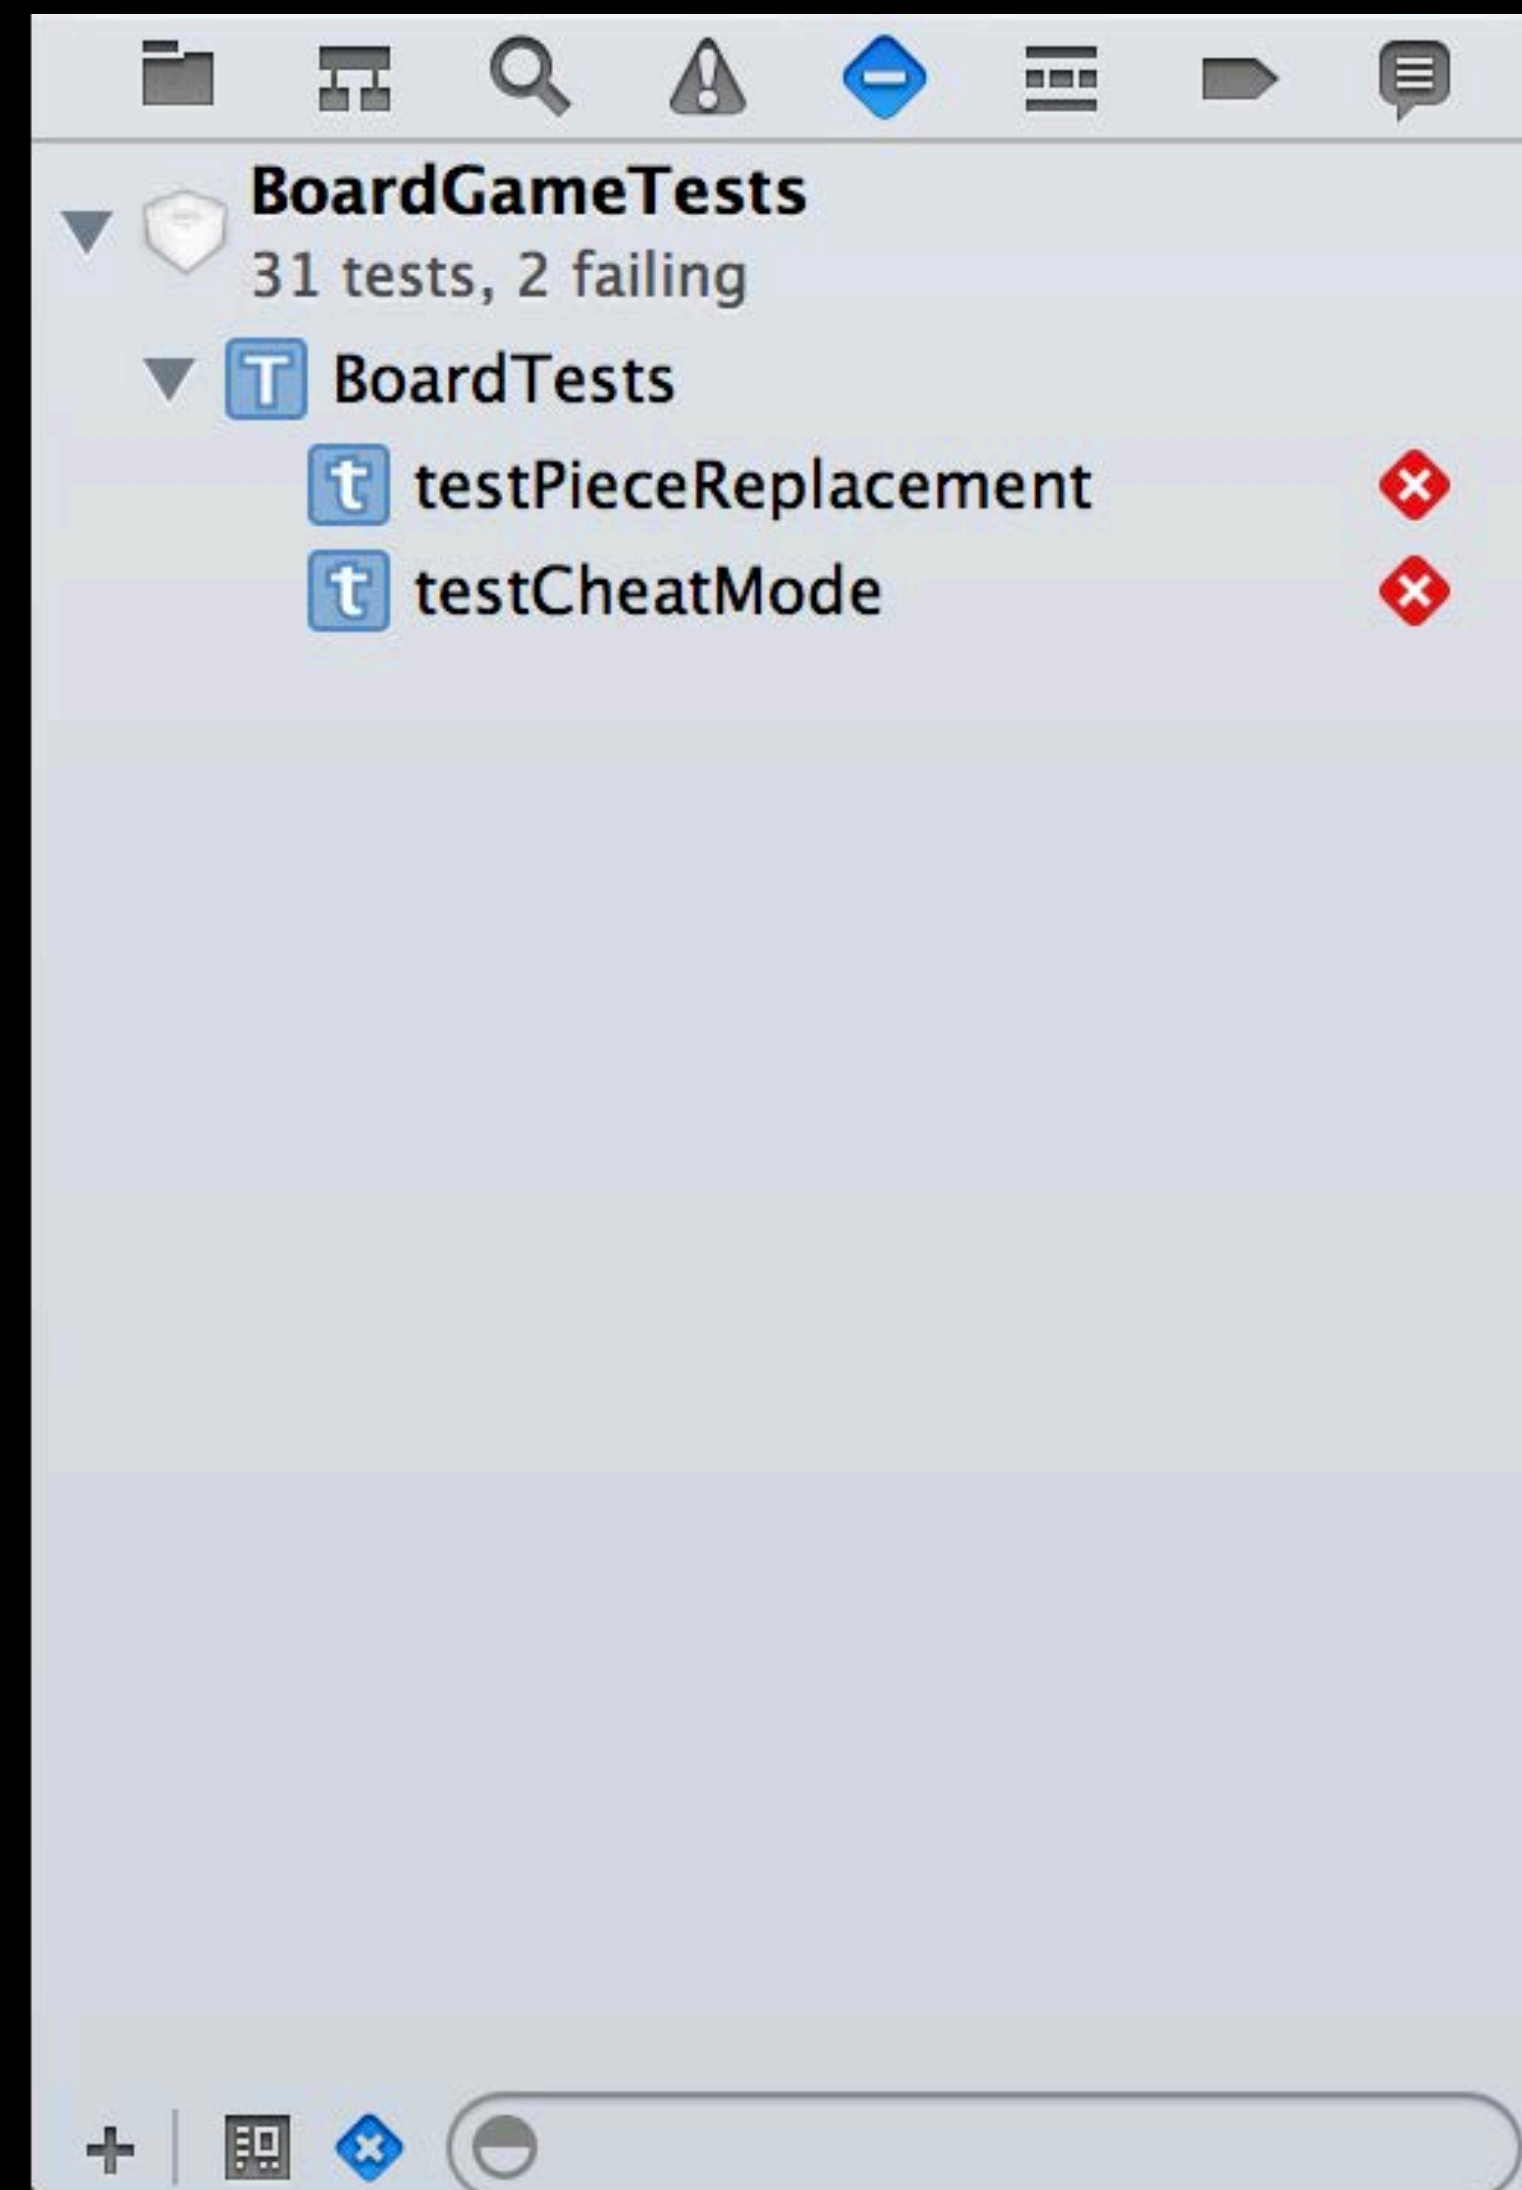 BoardGameTests
31 tests, 2 failing
T BoardTests
t testPieceReplacement
t testCheatMode